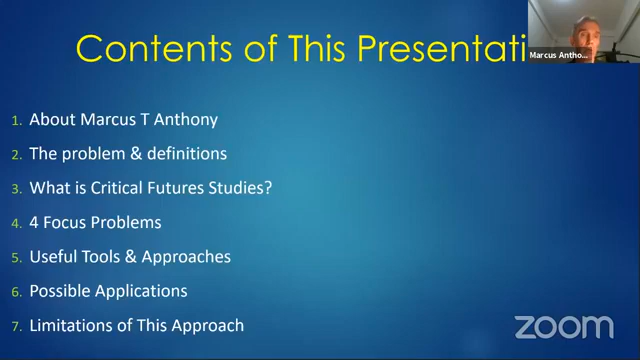 Contents of This Presentati
Marcus Antho...
1. About Marcus T Anthony
2. The problem & definitions
3. What is Critical Futures Studies?
4. 4 Focus Problems
5. Useful Tools & Approaches
6. Possible Applications
7. Limitations of This Approach
zoom